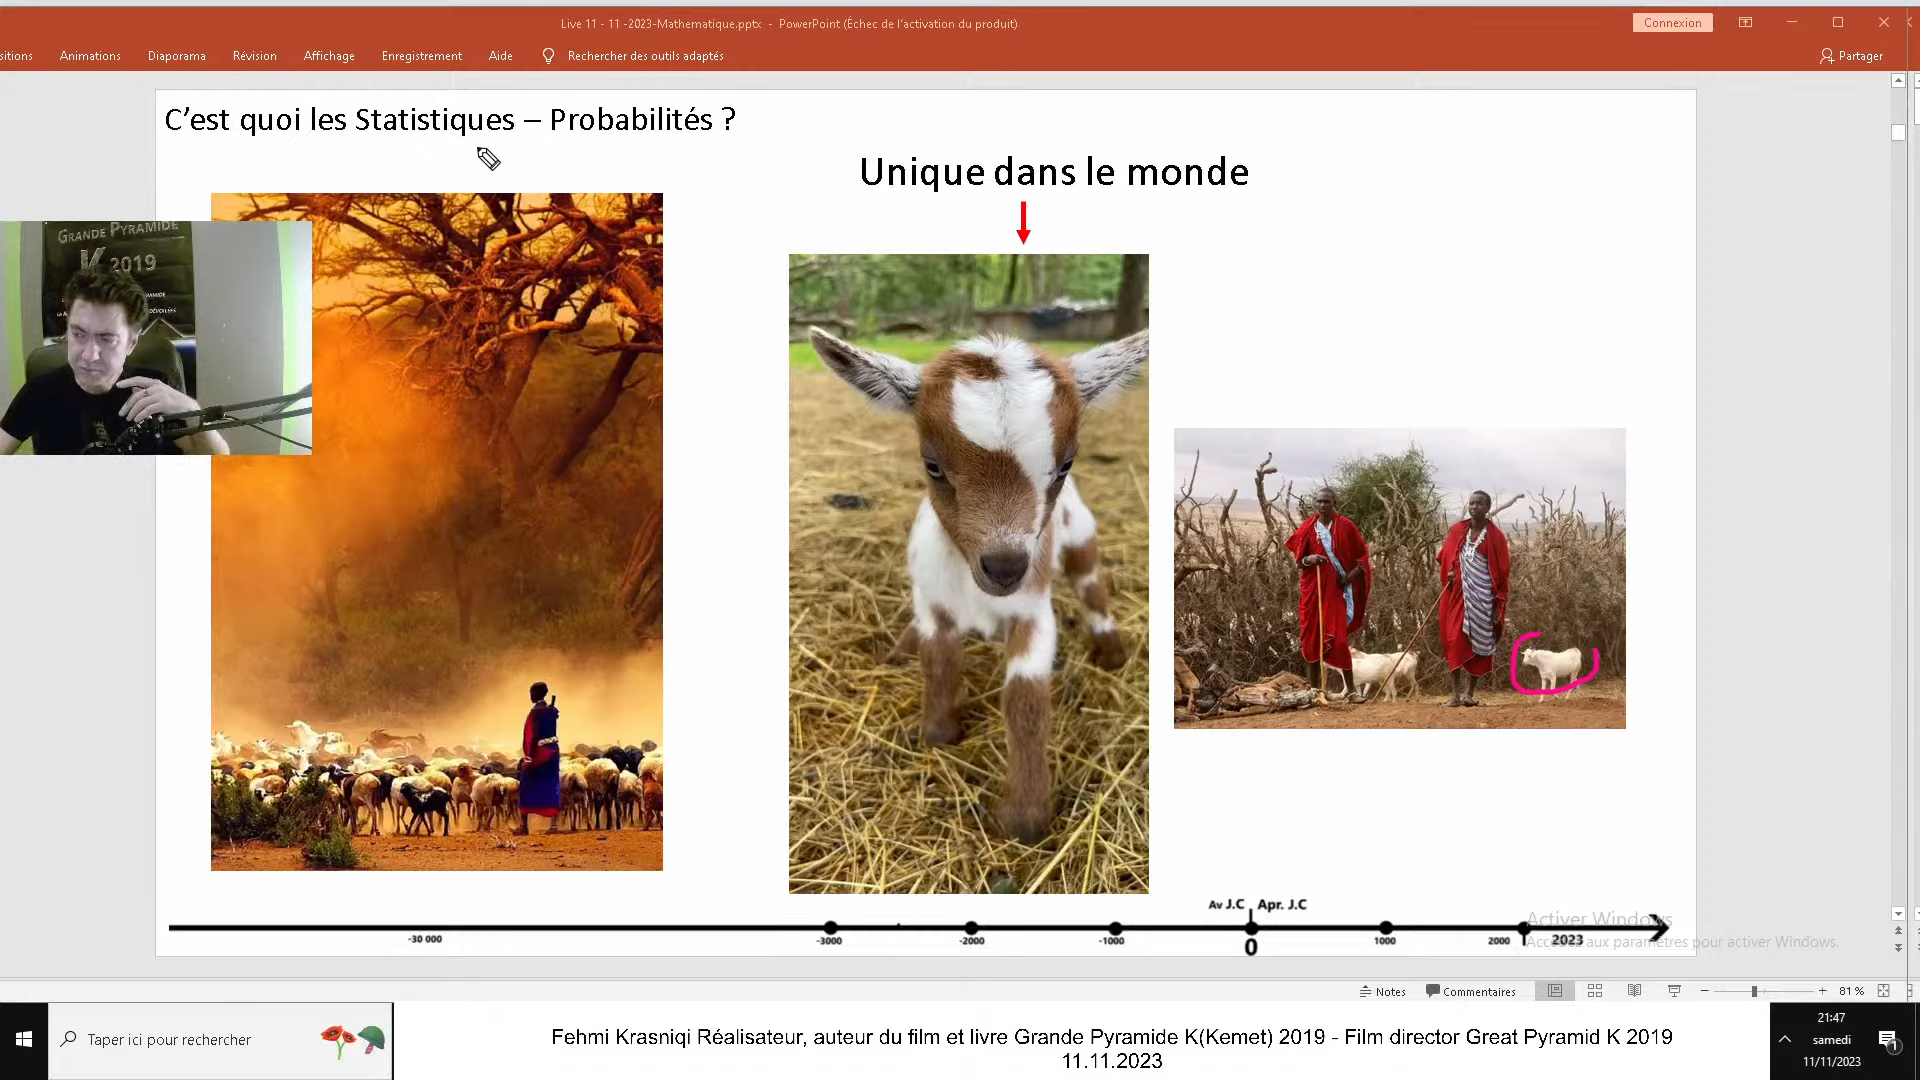 Live 11 - 11 -2023-Mathematique.pptx - PowerPoint (Échec de l'activation du produit)
Connexion
sitions Animations Diaporama Révision Affichage Enregistrement Aide Rechercher des outils adaptés
Partager
C'est quoi les Statistiques – Probabilités ?
Unique dans le monde
GRANDE PYRAMIDE
K 2019
Av J.C Apr. J.C
-30 000 -3000 -2000 -1000 0 1000 2000 2023
Activer Windows
Accédez aux paramètres pour activer Windows.
Notes Commentaires 81 %
Taper ici pour rechercher
Fehmi Krasniqi Réalisateur, auteur du film et livre Grande Pyramide K(Kemet) 2019 - Film director Great Pyramid K 2019
11.11.2023
21:47
samedi
11/11/2023
1